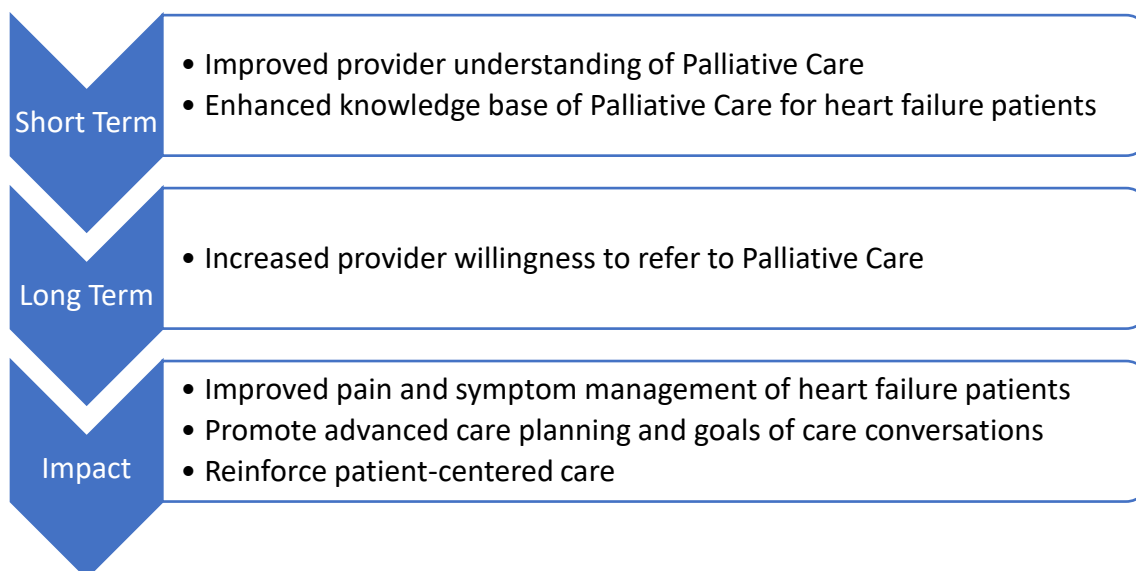 Short Term
• Improved provider understanding of Palliative Care
• Enhanced knowledge base of Palliative Care for heart failure patients
Long Term
• Increased provider willingness to refer to Palliative Care
Impact
• Improved pain and symptom management of heart failure patients
• Promote advanced care planning and goals of care conversations
• Reinforce patient-centered care